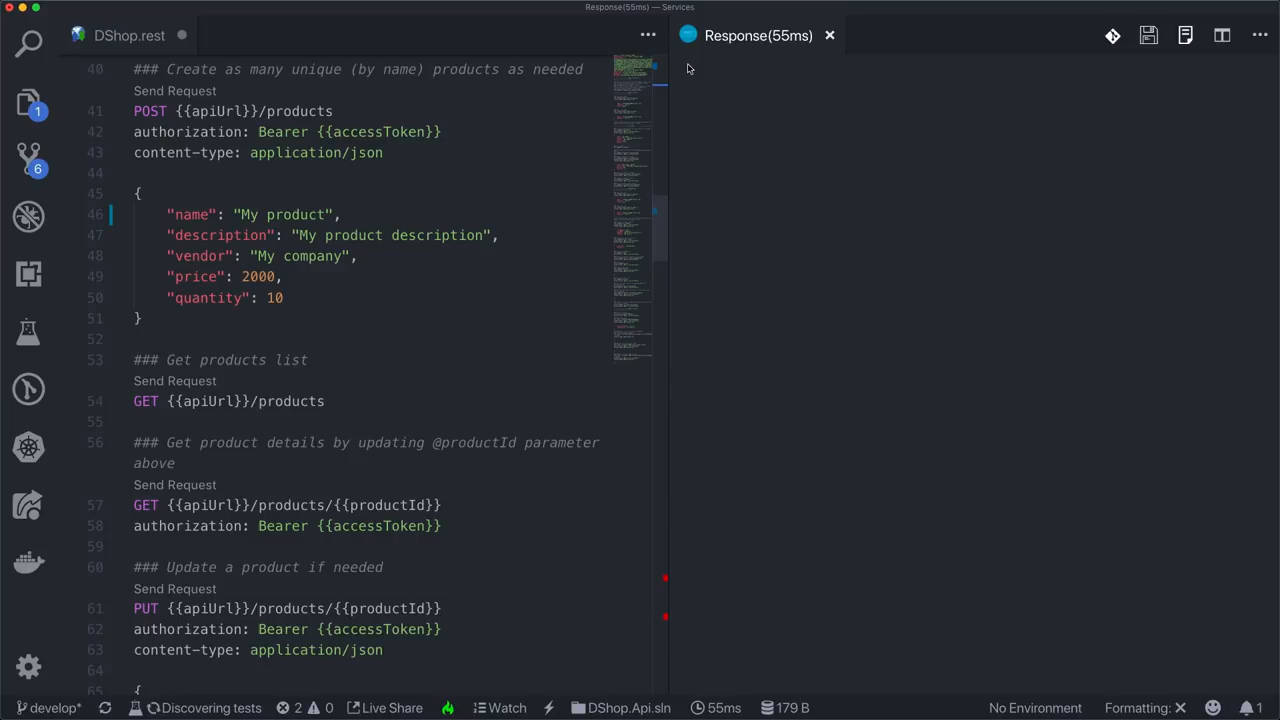 Response(55ms) — Services
DShop.rest
Response(55ms)
40 ### Create as many unique (by name) products as needed
Send Request
POST {{apiUrl}}/products
42 authorization: Bearer {{accessToken}}
43 content-type: application/json
44
45 {
46 "name": "My product",
47 "description": "My product description",
48 "vendor": "My company",
49 "price": 2000,
50 "quantity": 10
51 }
52
53 ### Get products list
Send Request
54 GET {{apiUrl}}/products
55
56 ### Get product details by updating @productId parameter
above
Send Request
57 GET {{apiUrl}}/products/{{productId}}
58 authorization: Bearer {{accessToken}}
59
60 ### Update a product if needed
Send Request
61 PUT {{apiUrl}}/products/{{productId}}
62 authorization: Bearer {{accessToken}}
63 content-type: application/json
64
65 {
1
6
develop* Discovering tests 2 0 Live Share Watch DShop.Api.sln 55ms 179 B No Environment Formatting: 1